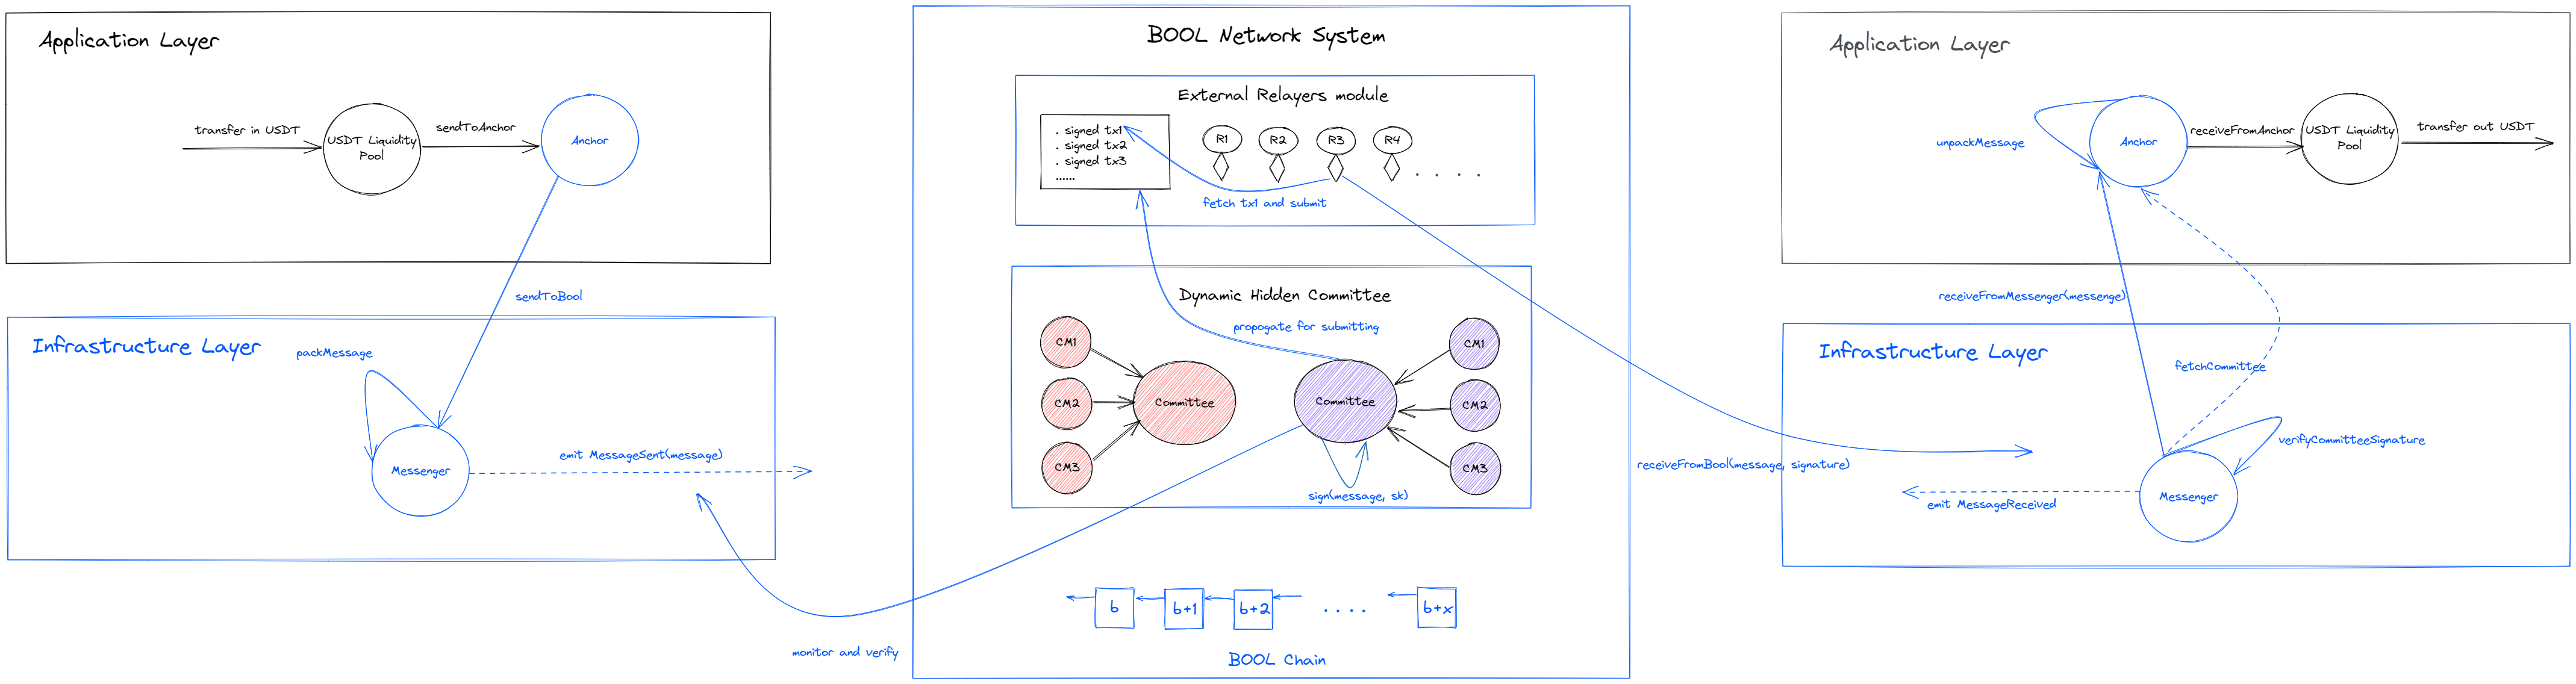 Application Layer
transfer in USDT
USDT Liquidity
Pool
sendToAnchor
Anchor
sendToBool
Infrastructure Layer
packMessage
Messenger
emit MessageSent(message)
monitor and verify
BOOL Network System
External Relayers module
. signed tx1
. signed tx2
. signed tx3
......
R1
R2
R3
R4
. . . .
fetch tx1 and submit
Dynamic Hidden Committee
propogate for submitting
CM1
CM2
CM3
Committee
Committee
CM1
CM2
CM3
sign(message, sk)
b
b+1
b+2
. . . .
b+x
BOOL Chain
receiveFromBool(message, signature)
Application Layer
unpackMessage
Anchor
receiveFromAnchor
USDT Liquidity
Pool
transfer out USDT
receiveFromMessenger(messenge)
fetchCommittee
Infrastructure Layer
verifyCommitteeSignature
Messenger
emit MessageReceived